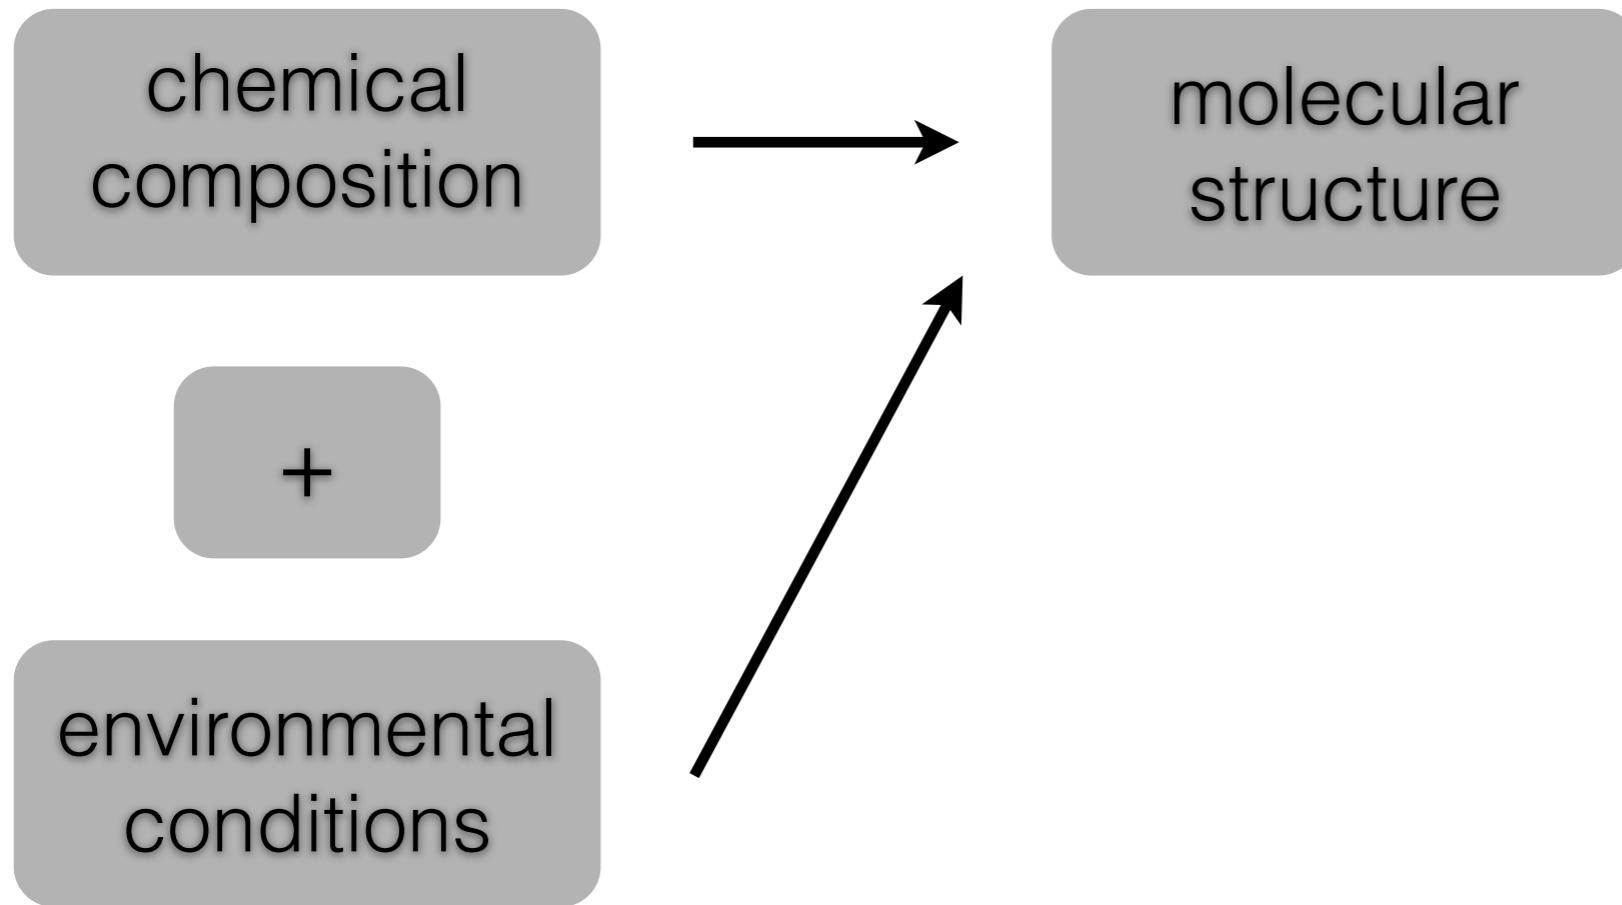 chemical
composition
+
environmental
conditions
molecular
structure